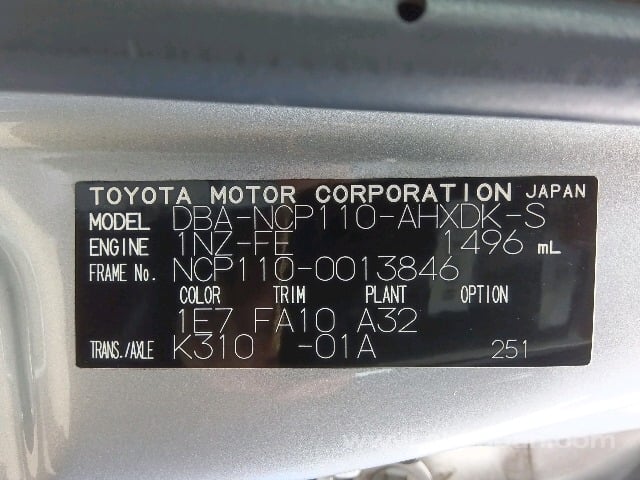 TOYOTA MOTOR CORPORATION JAPAN
MODEL DBA-NCP110-AHXDK-S
ENGINE 1NZ-FE 1496 mL
FRAME No. NCP110-0013846
COLOR TRIM PLANT OPTION
1E7 FA10 A32
TRANS./AXLE K310 -01A 251